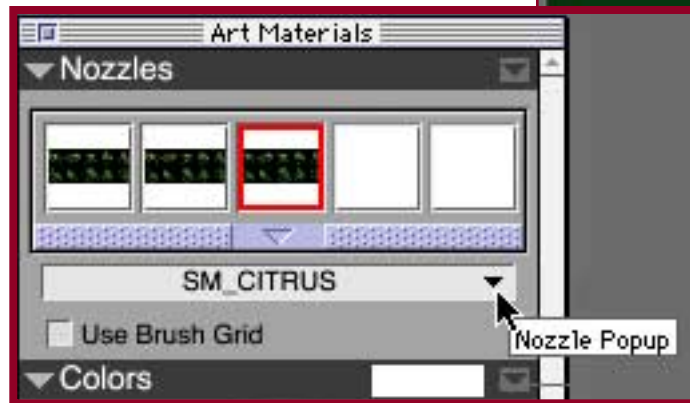 Art Materials
Nozzles
SM_CITRUS
Use Brush Grid
Nozzle Popup
Colors